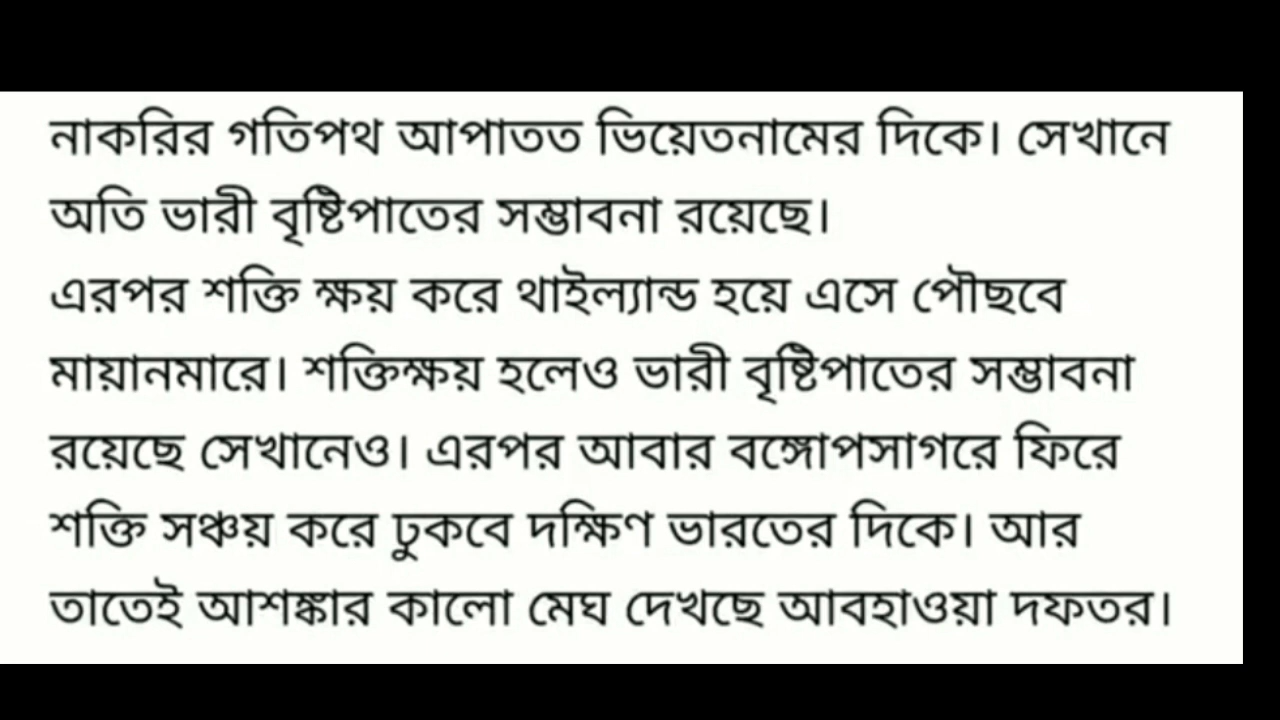 নাকরির গতিপথ আপাতত ভিয়েতনামের দিকে। সেখানে
অতি ভারী বৃষ্টিপাতের সম্ভাবনা রয়েছে।
এরপর শক্তি ক্ষয় করে থাইল্যান্ড হয়ে এসে পৌছবে
মায়ানমারে। শক্তিক্ষয় হলেও ভারী বৃষ্টিপাতের সম্ভাবনা
রয়েছে সেখানেও। এরপর আবার বঙ্গোপসাগরে ফিরে
শক্তি সঞ্চয় করে ঢুকবে দক্ষিণ ভারতের দিকে। আর
তাতেই আশঙ্কার কালো মেঘ দেখছে আবহাওয়া দফতর।